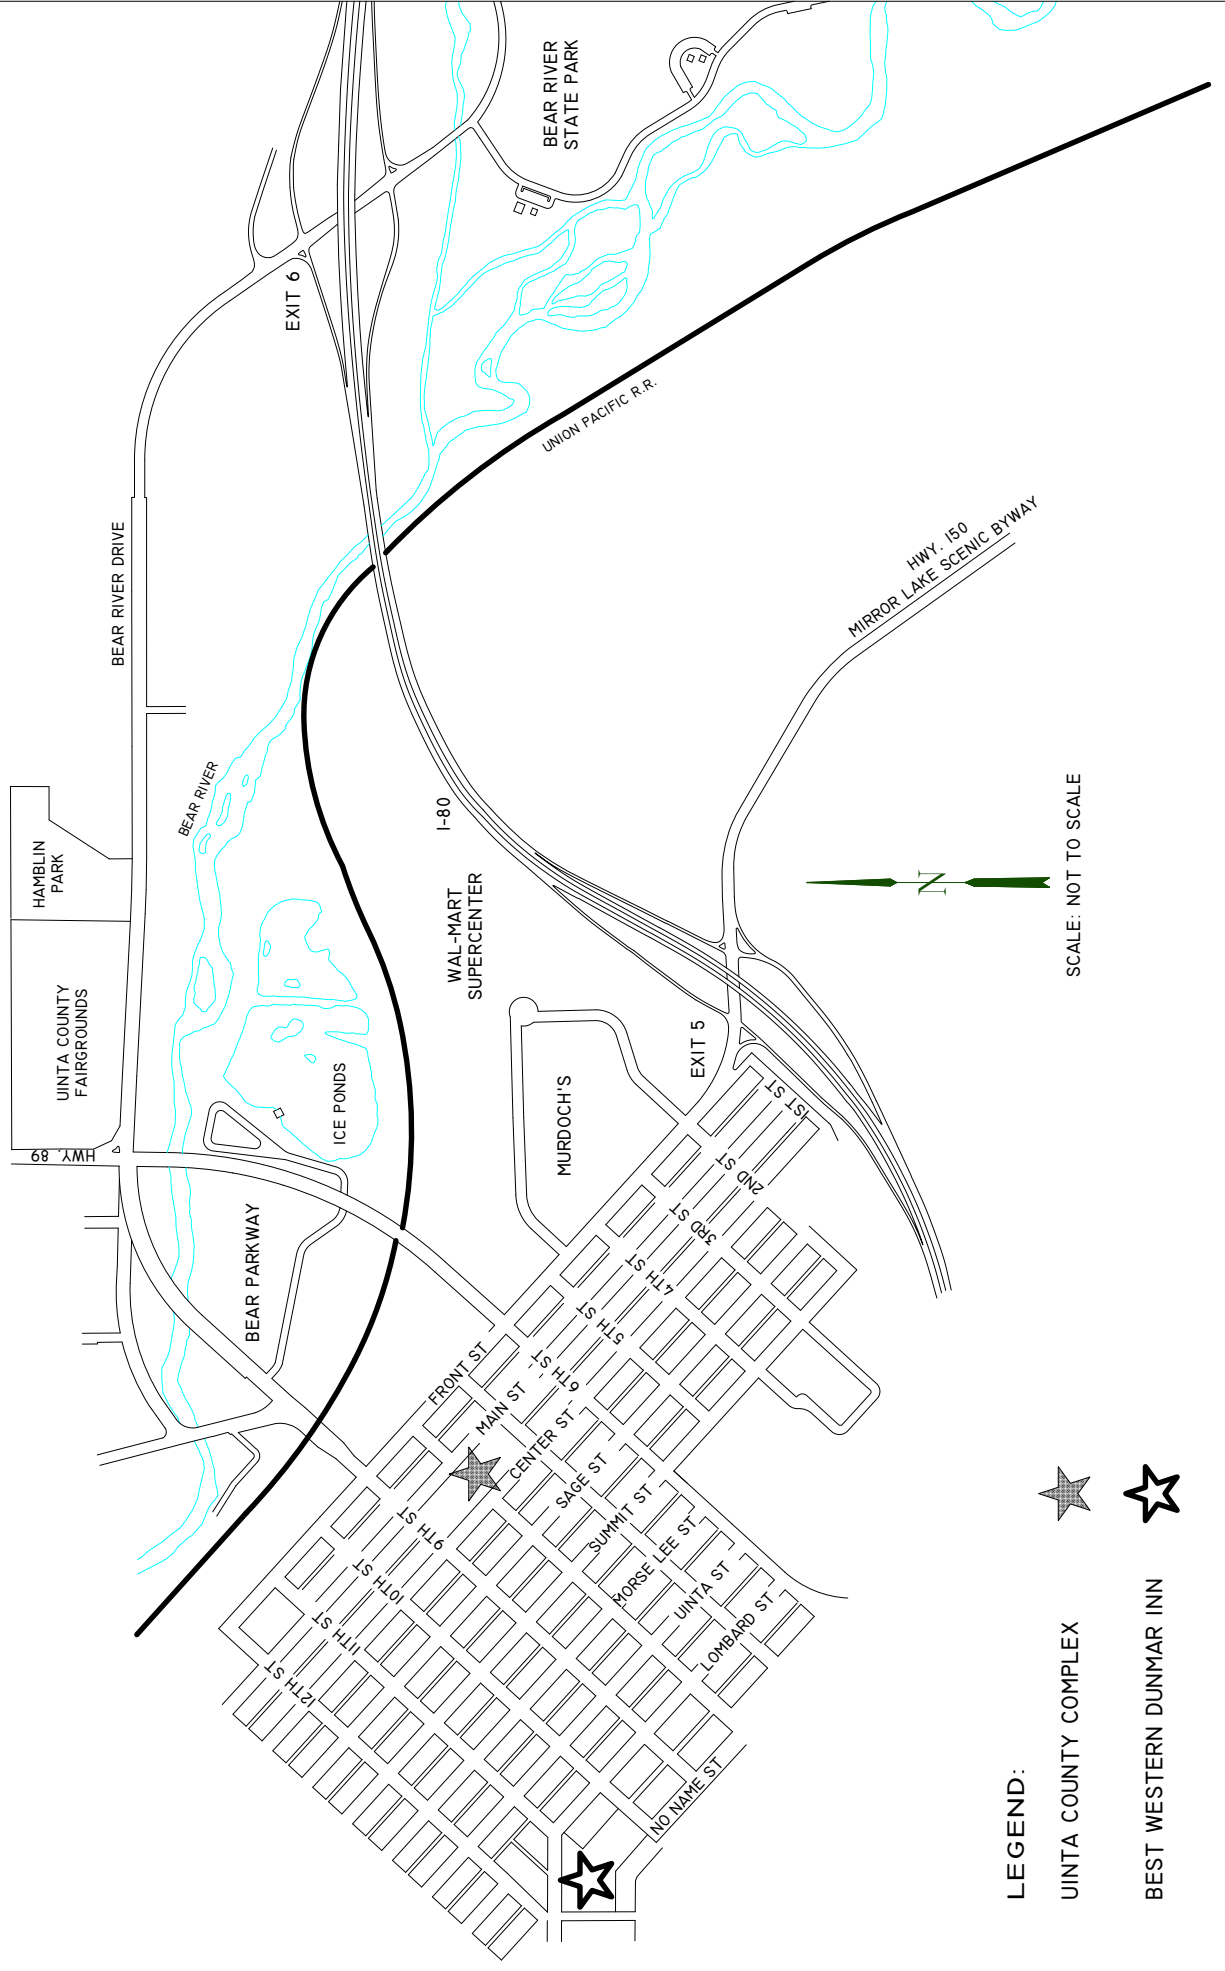 HAMBLIN
PARK
UINTA COUNTY
FAIRGROUNDS
HWY. 89
BEAR RIVER DRIVE
EXIT 6
BEAR RIVER
STATE PARK
BEAR RIVER
ICE PONDS
BEAR PARKWAY
UNION PACIFIC R.R.
I-80
WAL-MART
SUPERCENTER
MURDOCH'S
EXIT 5
HWY. 150
MIRROR LAKE SCENIC BYWAY
1ST ST
2ND ST
3RD ST
4TH ST
5TH ST
6TH ST
9TH ST
10TH ST
11TH ST
12TH ST
FRONT ST
MAIN ST
CENTER ST
SAGE ST
SUMMIT ST
MORSE LEE ST
UINTA ST
LOMBARD ST
NO NAME ST
N
SCALE: NOT TO SCALE
LEGEND:
UINTA COUNTY COMPLEX
BEST WESTERN DUNMAR INN